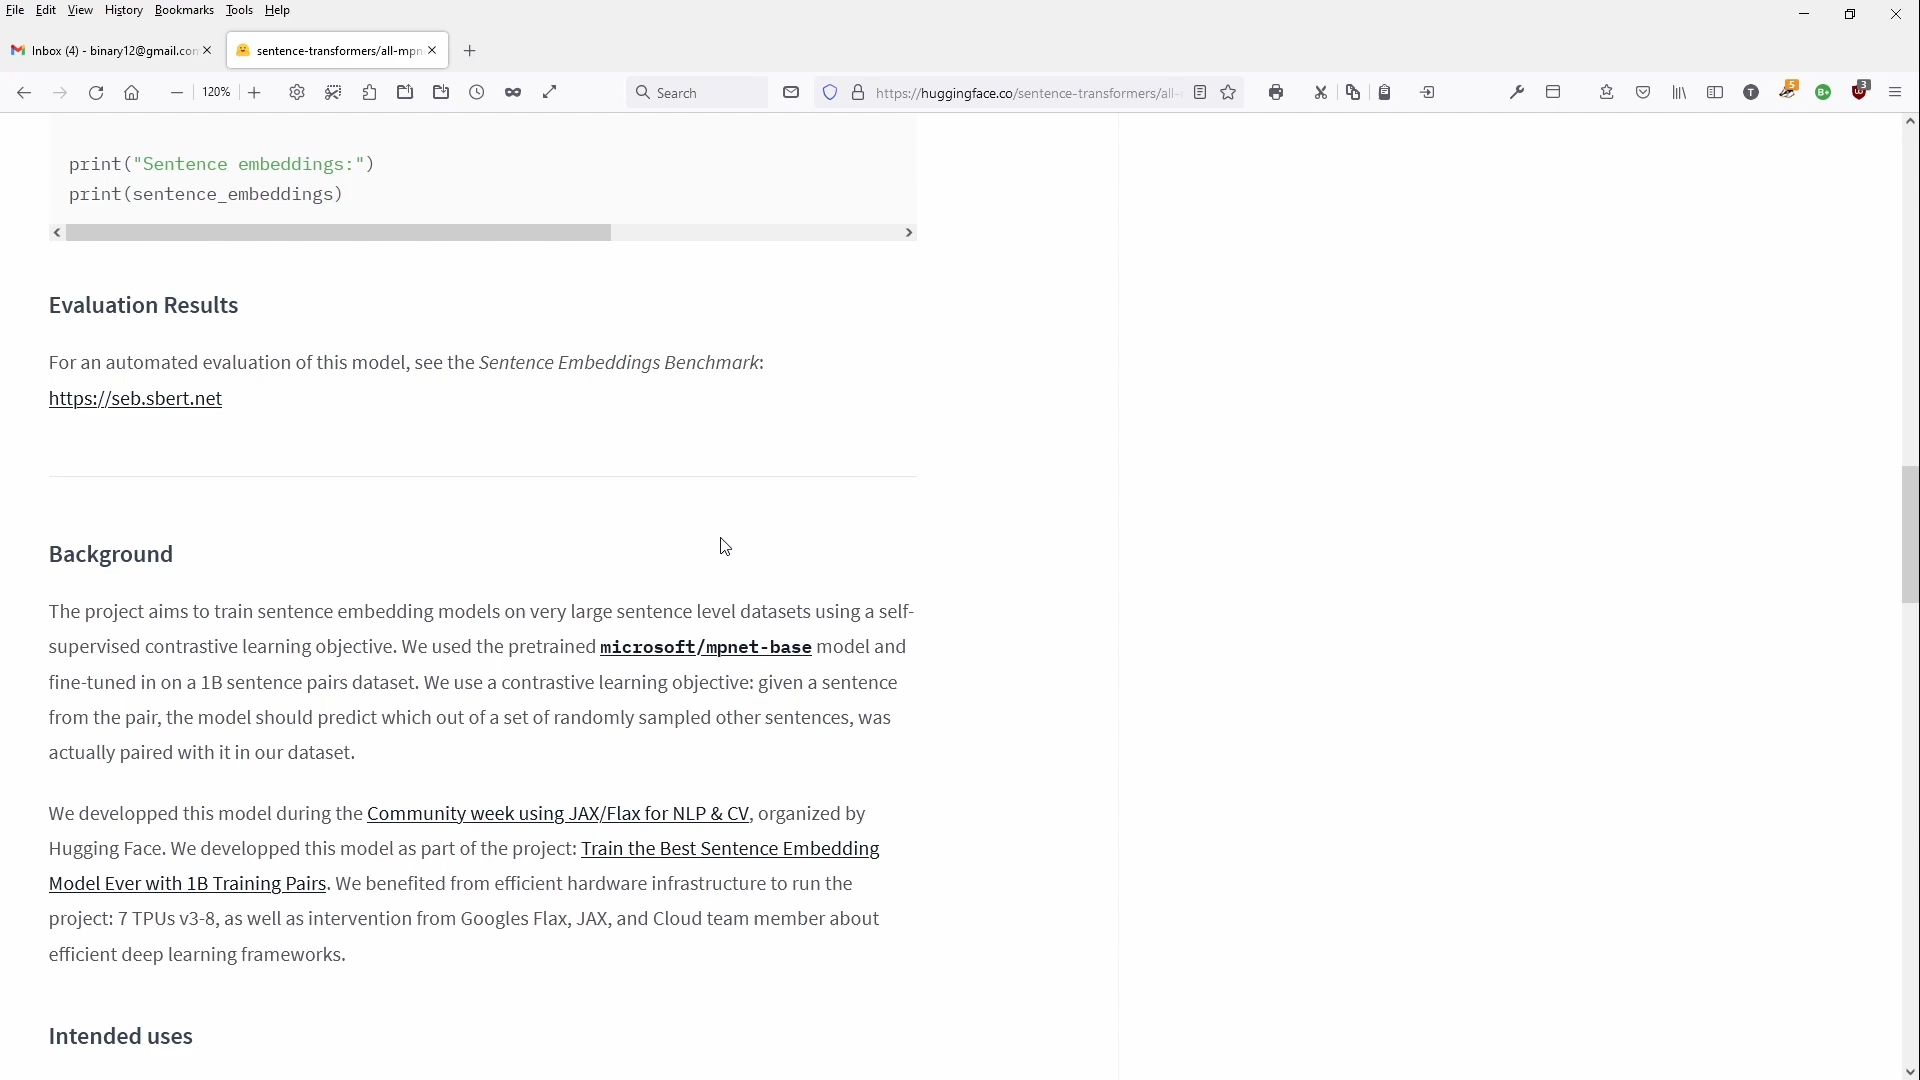 File Edit View History Bookmarks Tools Help
Inbox (4) - binary12@gmail.con
sentence-transformers/all-mpn
120%
Search
https://huggingface.co/sentence-transformers/all-
T
5
B+
3
print("Sentence embeddings:")
print(sentence_embeddings)
Evaluation Results
For an automated evaluation of this model, see the Sentence Embeddings Benchmark:
https://seb.sbert.net
Background
The project aims to train sentence embedding models on very large sentence level datasets using a self-
supervised contrastive learning objective. We used the pretrained microsoft/mpnet-base model and
fine-tuned in on a 1B sentence pairs dataset. We use a contrastive learning objective: given a sentence
from the pair, the model should predict which out of a set of randomly sampled other sentences, was
actually paired with it in our dataset.
We developped this model during the Community week using JAX/Flax for NLP & CV, organized by
Hugging Face. We developped this model as part of the project: Train the Best Sentence Embedding
Model Ever with 1B Training Pairs. We benefited from efficient hardware infrastructure to run the
project: 7 TPUs v3-8, as well as intervention from Googles Flax, JAX, and Cloud team member about
efficient deep learning frameworks.
Intended uses